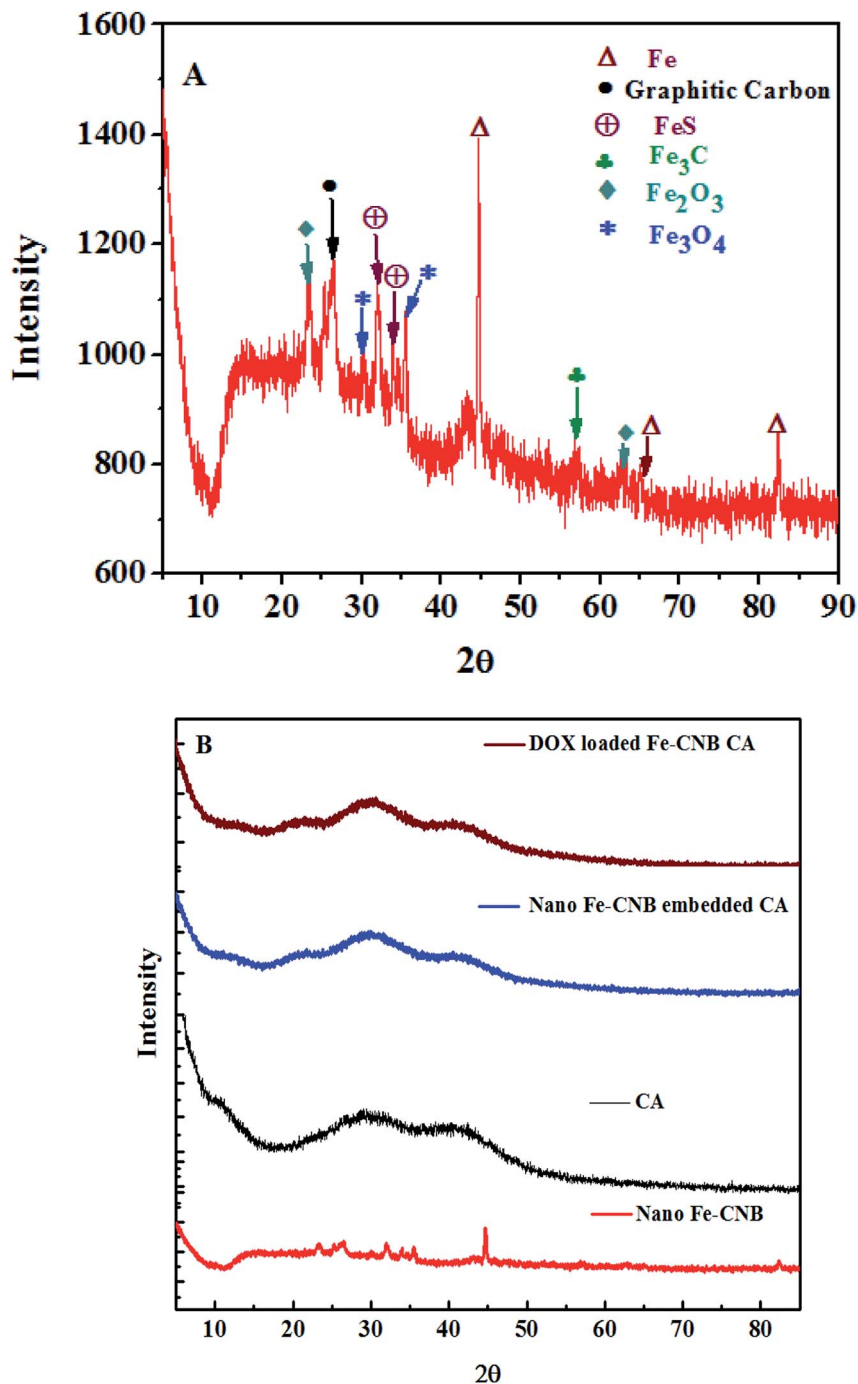 1600
A
Fe
Graphitic Carbon
FeS
Fe3C
Fe2O3
Fe3O4
1400
1200
1000
800
600
Intensity
10 20 30 40 50 60 70 80 90
2θ
B
DOX loaded Fe-CNB CA
Nano Fe-CNB embedded CA
CA
Nano Fe-CNB
Intensity
10 20 30 40 50 60 70 80
2θ